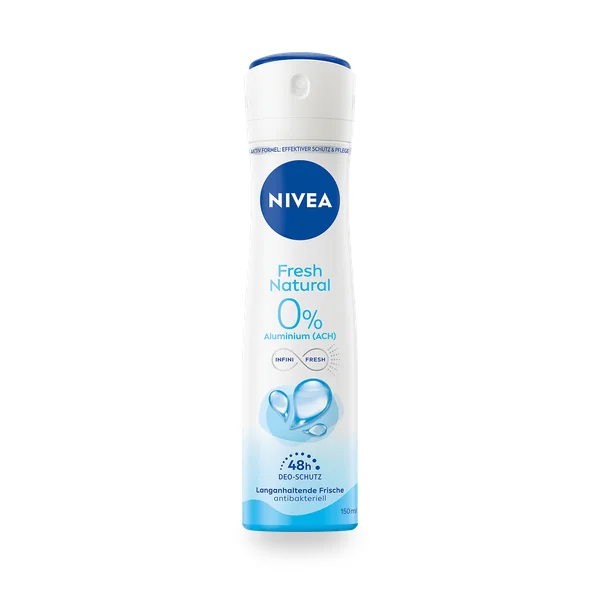 AKTIV FORMEL: EFFEKTIVER SCHUTZ & PFLEGE
NIVEA
Fresh
Natural
0%
Aluminium (ACH)
INFINI FRESH
48h
DEO-SCHUTZ
Langanhaltende Frische
antibakteriell
150ml